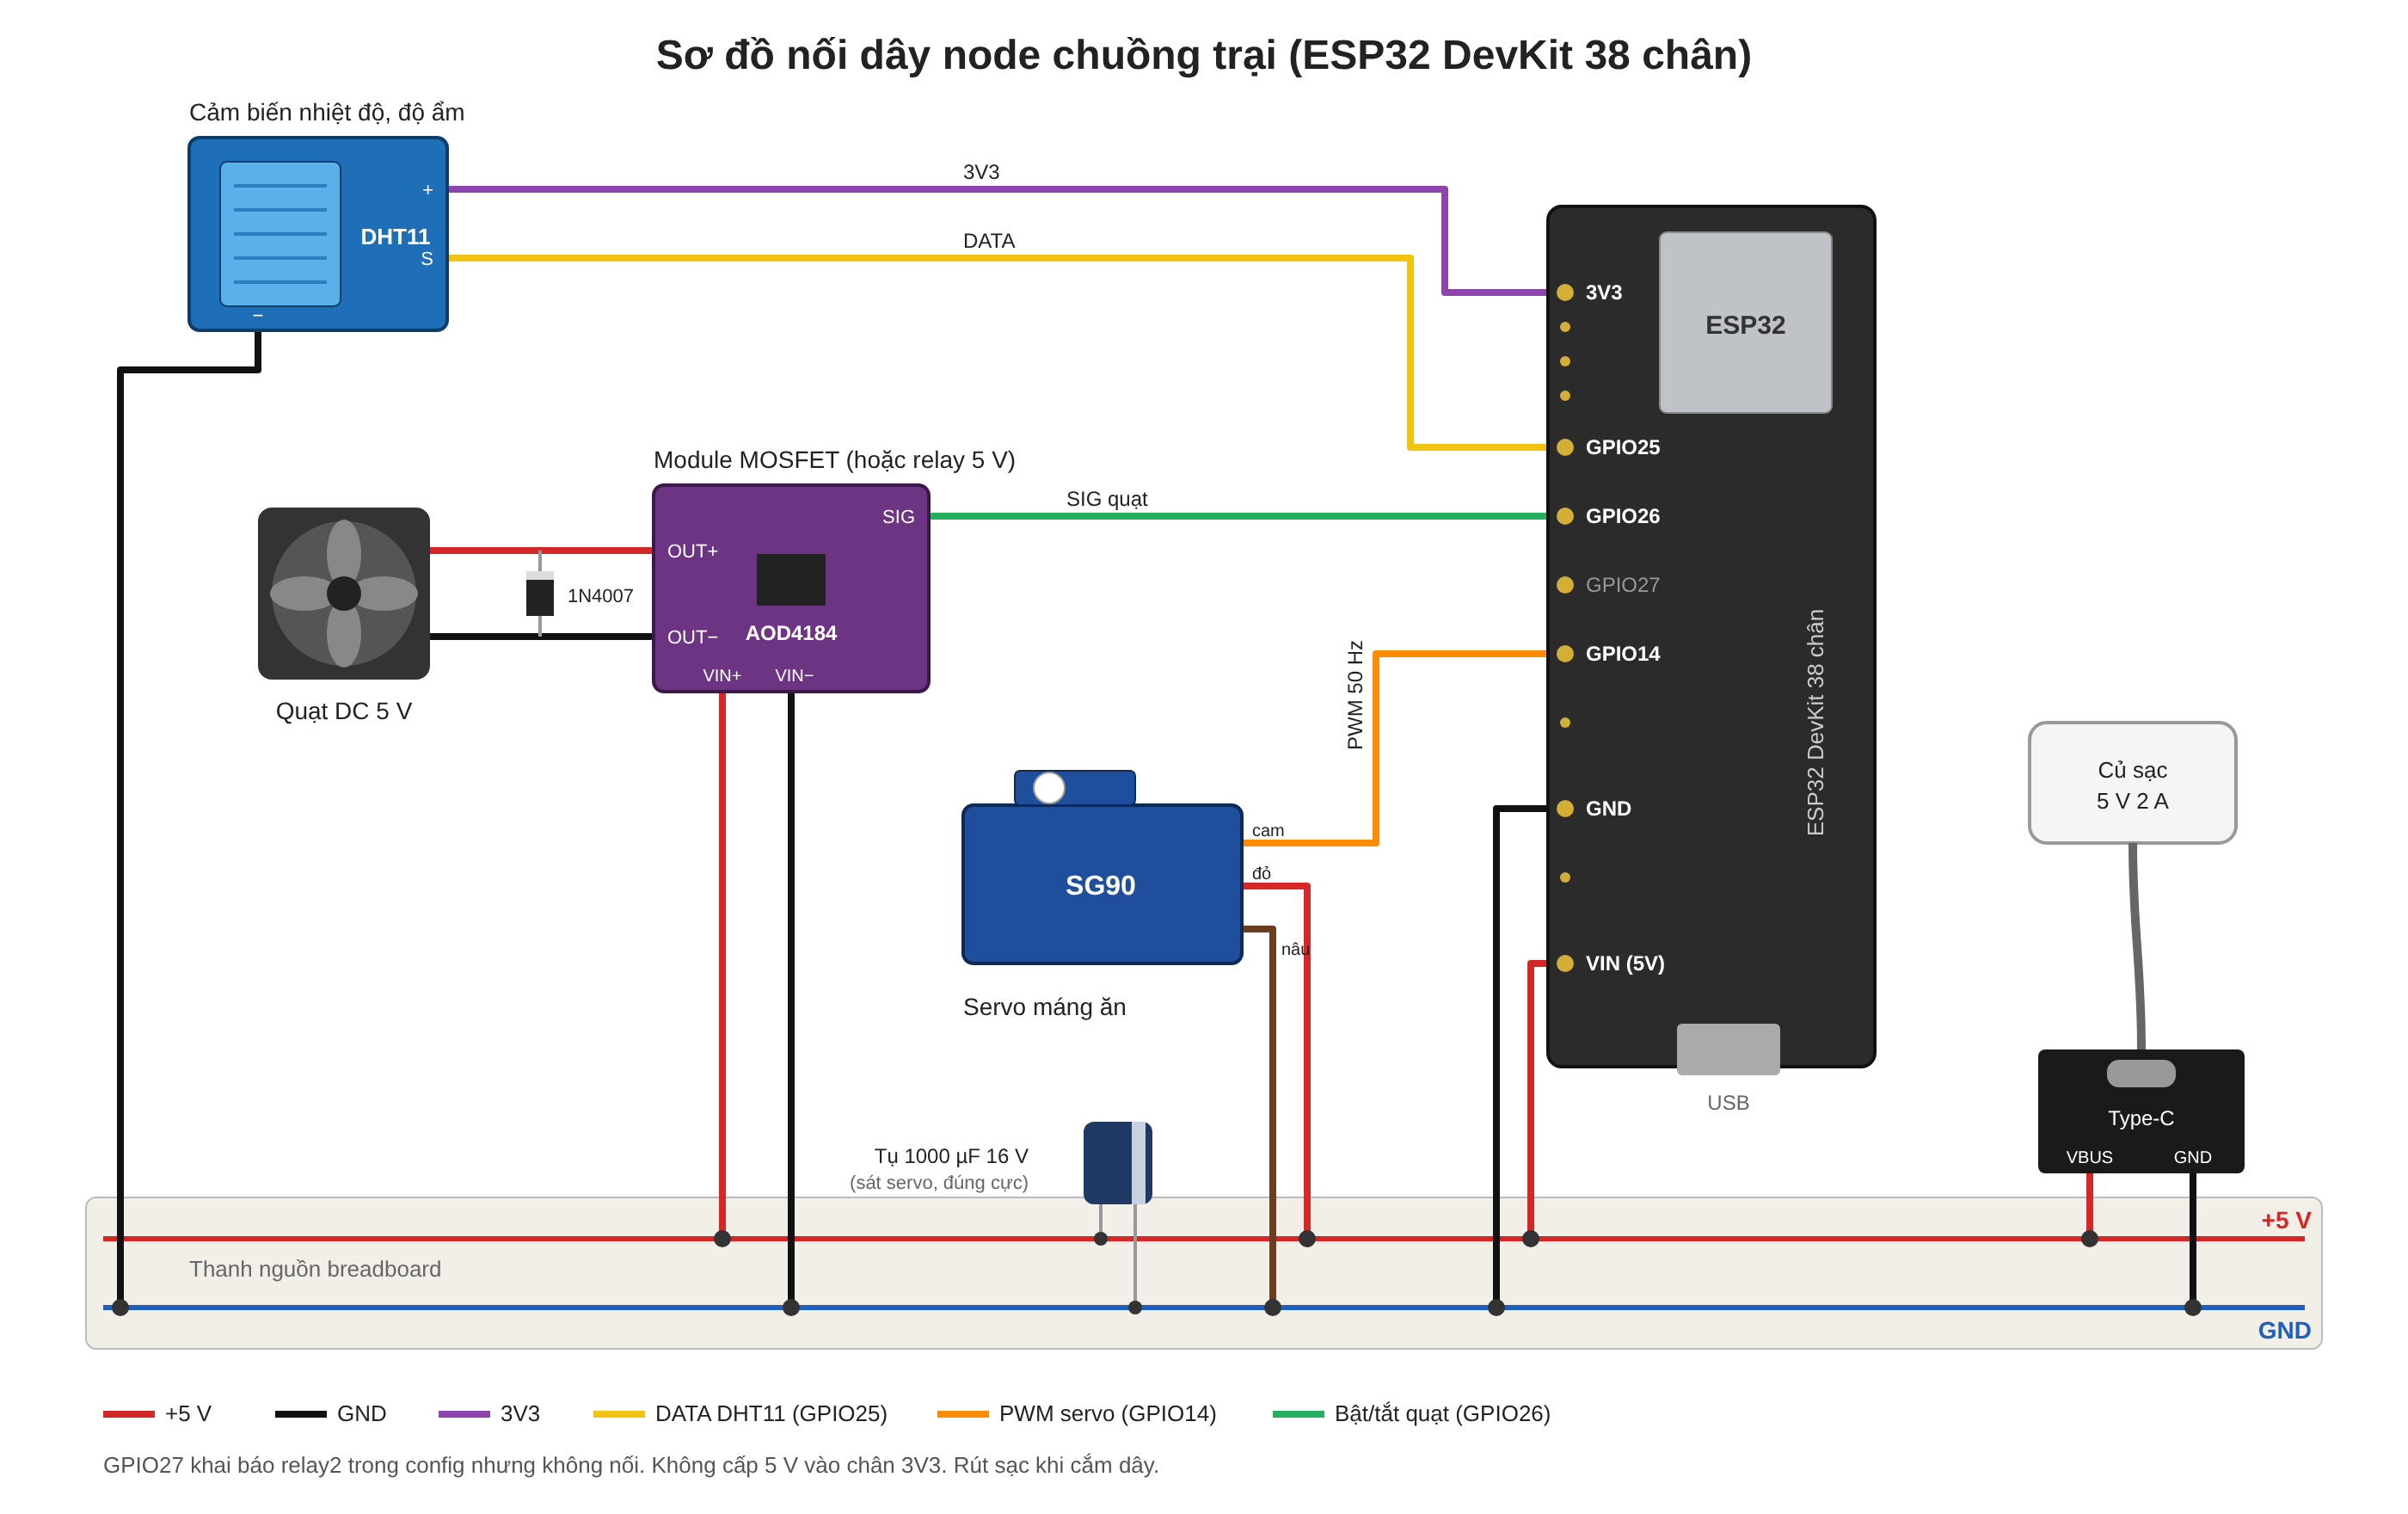 Sơ đồ nối dây node chuồng trại (ESP32 DevKit 38 chân)
Cảm biến nhiệt độ, độ ẩm
+
DHT11
S
−
3V3
DATA
ESP32
3V3
GPIO25
GPIO26
GPIO27
GPIO14
GND
VIN (5V)
ESP32 DevKit 38 chân
USB
Module MOSFET (hoặc relay 5 V)
SIG
SIG quạt
OUT+
OUT−
AOD4184
VIN+ VIN−
1N4007
Quạt DC 5 V
PWM 50 Hz
cam
đỏ
nâu
SG90
Servo máng ăn
Củ sạc
5 V 2 A
Type-C
VBUS GND
Tụ 1000 µF 16 V
(sát servo, đúng cực)
+5 V
Thanh nguồn breadboard
GND
+5 V GND 3V3 DATA DHT11 (GPIO25) PWM servo (GPIO14) Bật/tắt quạt (GPIO26)
GPIO27 khai báo relay2 trong config nhưng không nối. Không cấp 5 V vào chân 3V3. Rút sạc khi cắm dây.